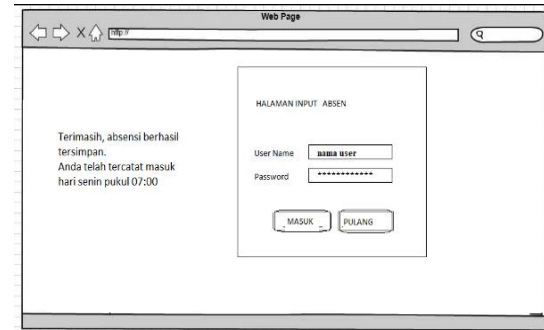 Web Page
http://
HALAMAN INPUT ABSEN
Terimasih, absensi berhasil
tersimpan.
Anda telah tercatat masuk
hari senin pukul 07:00
User Name nama user
Password ************
MASUK PULANG